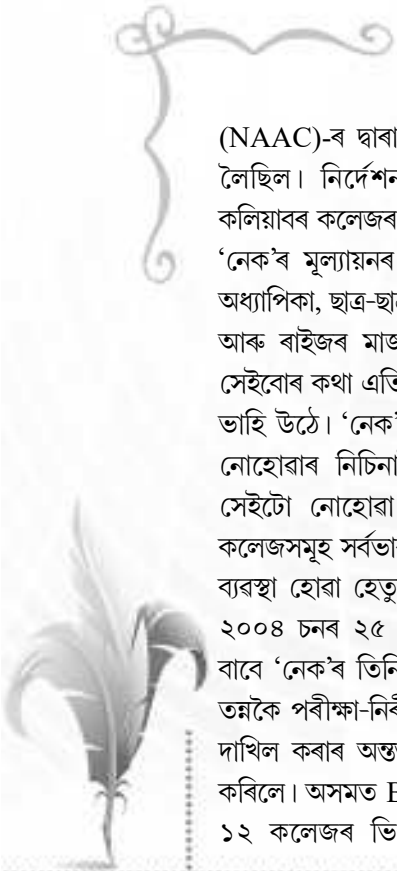 (NAAC)-ৰ দ্বাৰা
লৈছিল। নিৰ্দেশন
কলিয়াবৰ কলেজৰ
‘নেক’ৰ মূল্যায়নৰ
অধ্যাপিকা, ছাত্ৰ-ছা
আৰু ৰাইজৰ মাজ
সেইবোৰ কথা এতি
ভাহি উঠে। ‘নেক’
নোহোৱাৰ নিচিনা
সেইটো নোহোৱা
কলেজসমূহ সৰ্বভা
ব্যৱস্থা হোৱা হেতু
২০০৪ চনৰ ২৫
বাবে ‘নেক’ৰ তিনি
তন্নকৈ পৰীক্ষা-নিৰী
দাখিল কৰাৰ অন্ত
কৰিলে। অসমত E
১২ কলেজৰ ভি